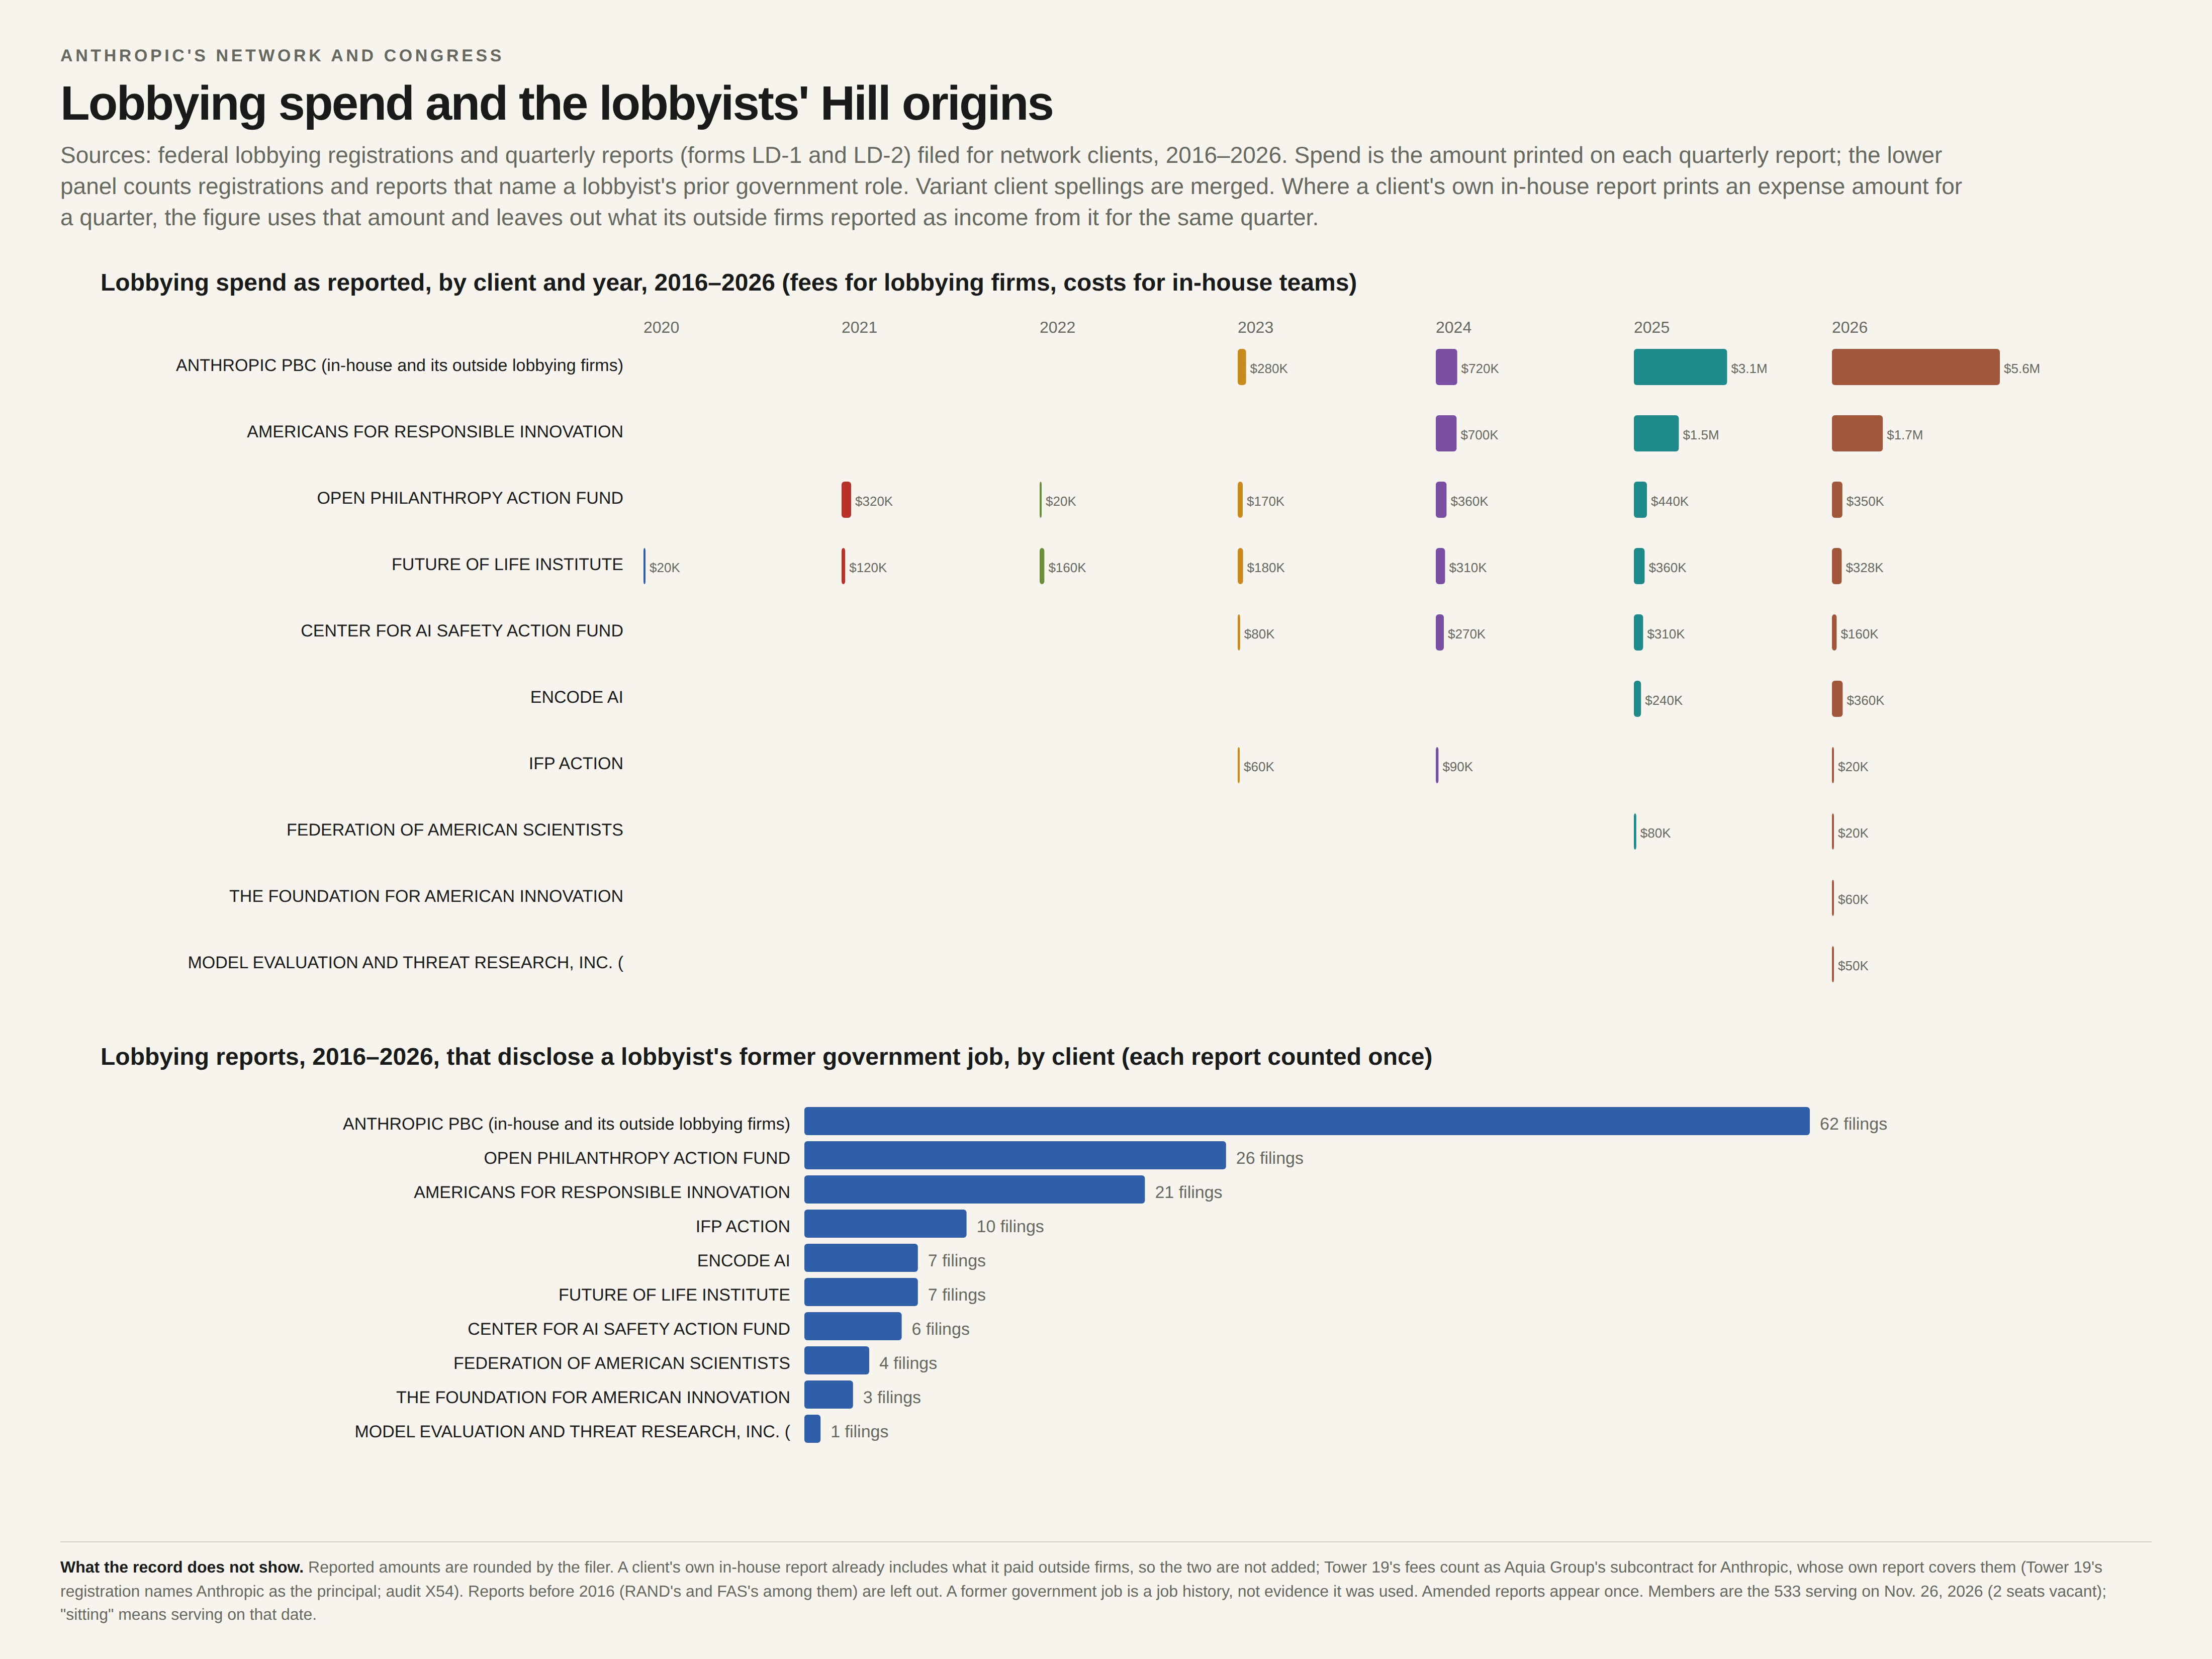 ANTHROPIC'S NETWORK AND CONGRESS
Lobbying spend and the lobbyists' Hill origins
Sources: federal lobbying registrations and quarterly reports (forms LD-1 and LD-2) filed for network clients, 2016–2026. Spend is the amount printed on each quarterly report; the lower
panel counts registrations and reports that name a lobbyist's prior government role. Variant client spellings are merged. Where a client's own in-house report prints an expense amount for
a quarter, the figure uses that amount and leaves out what its outside firms reported as income from it for the same quarter.
Lobbying spend as reported, by client and year, 2016–2026 (fees for lobbying firms, costs for in-house teams)
2020 2021 2022 2023 2024 2025 2026
ANTHROPIC PBC (in-house and its outside lobbying firms) $280K $720K $3.1M $5.6M
AMERICANS FOR RESPONSIBLE INNOVATION $700K $1.5M $1.7M
OPEN PHILANTHROPY ACTION FUND $320K $20K $170K $360K $440K $350K
FUTURE OF LIFE INSTITUTE $20K $120K $160K $180K $310K $360K $328K
CENTER FOR AI SAFETY ACTION FUND $80K $270K $310K $160K
ENCODE AI $240K $360K
IFP ACTION $60K $90K $20K
FEDERATION OF AMERICAN SCIENTISTS $80K $20K
THE FOUNDATION FOR AMERICAN INNOVATION $60K
MODEL EVALUATION AND THREAT RESEARCH, INC. ( $50K
Lobbying reports, 2016–2026, that disclose a lobbyist's former government job, by client (each report counted once)
ANTHROPIC PBC (in-house and its outside lobbying firms) 62 filings
OPEN PHILANTHROPY ACTION FUND 26 filings
AMERICANS FOR RESPONSIBLE INNOVATION 21 filings
IFP ACTION 10 filings
ENCODE AI 7 filings
FUTURE OF LIFE INSTITUTE 7 filings
CENTER FOR AI SAFETY ACTION FUND 6 filings
FEDERATION OF AMERICAN SCIENTISTS 4 filings
THE FOUNDATION FOR AMERICAN INNOVATION 3 filings
MODEL EVALUATION AND THREAT RESEARCH, INC. ( 1 filings
What the record does not show. Reported amounts are rounded by the filer. A client's own in-house report already includes what it paid outside firms, so the two are not added; Tower 19's fees count as Aquia Group's subcontract for Anthropic, whose own report covers them (Tower 19's
registration names Anthropic as the principal; audit X54). Reports before 2016 (RAND's and FAS's among them) are left out. A former government job is a job history, not evidence it was used. Amended reports appear once. Members are the 533 serving on Nov. 26, 2026 (2 seats vacant);
"sitting" means serving on that date.